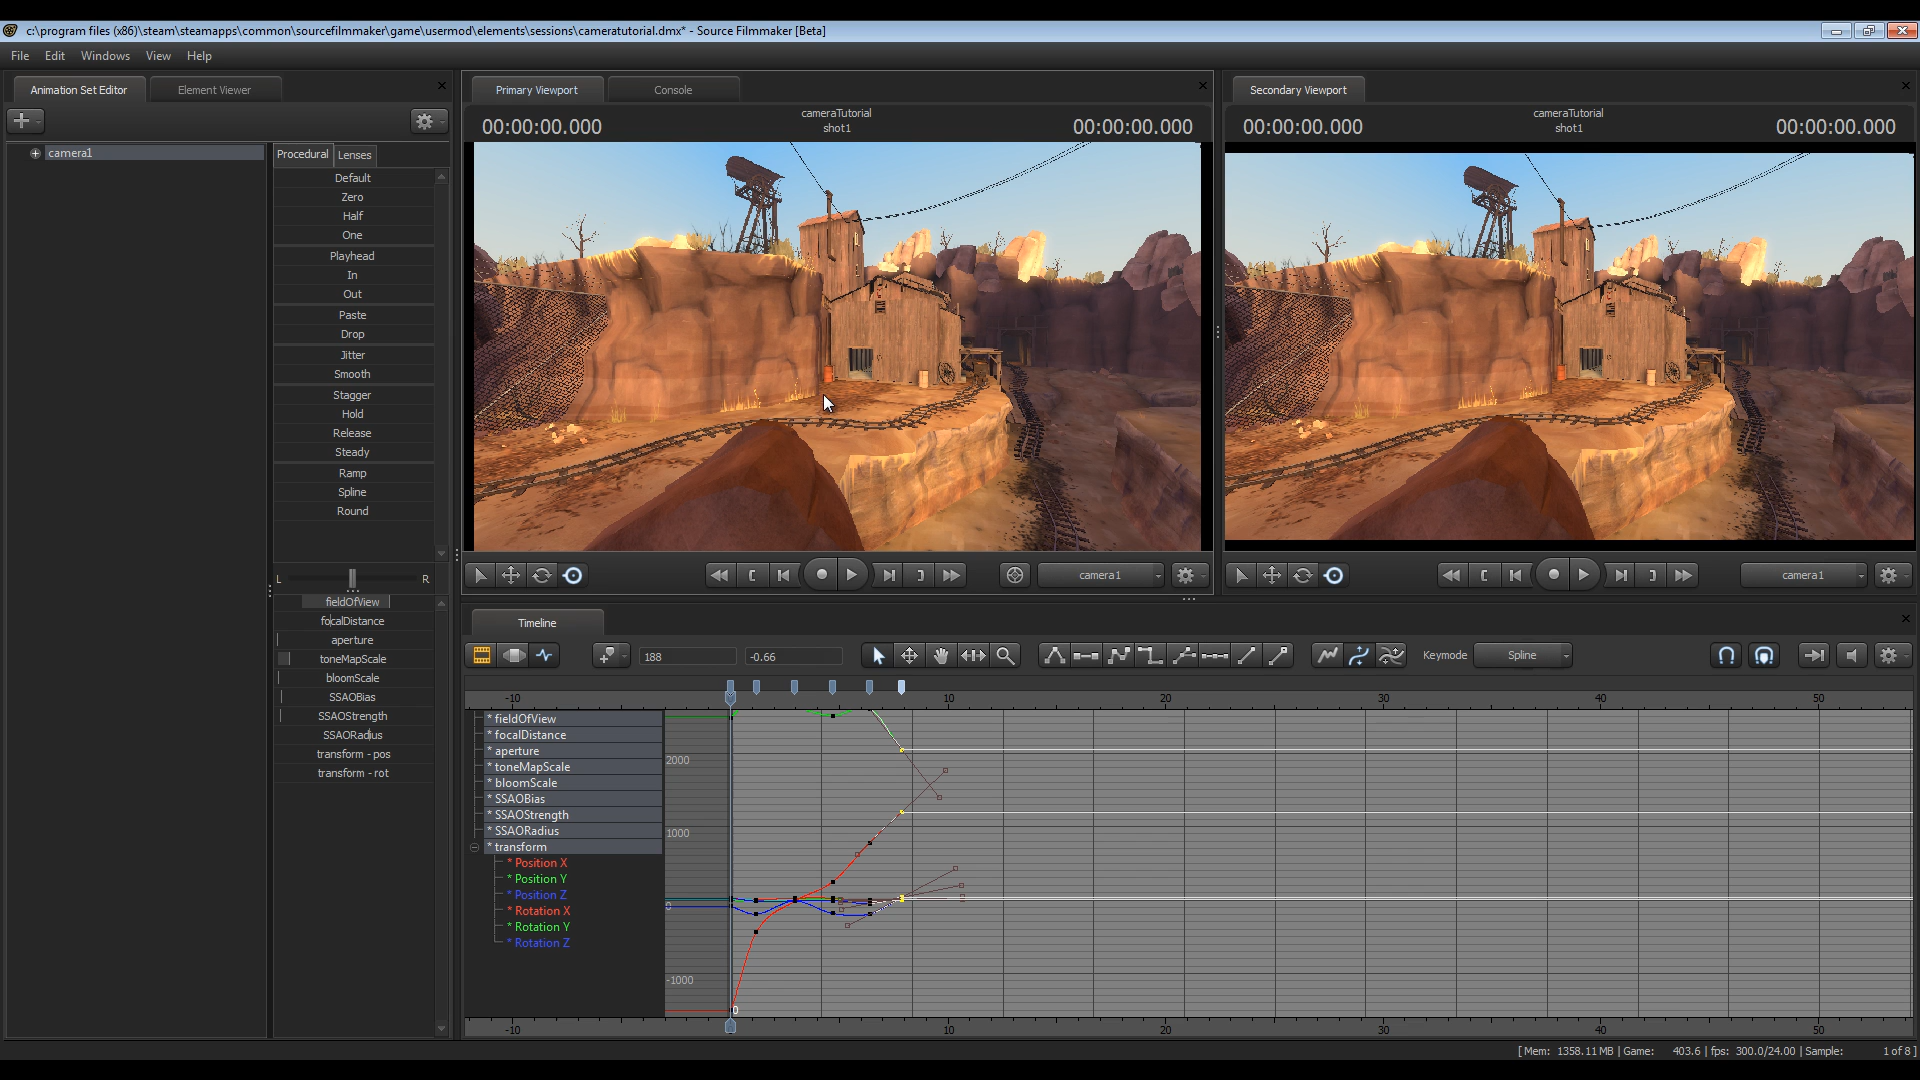 c:\program files (x86)\steam\steamapps\common\sourcefilmmaker\game\usermod\elements\sessions\cameratutorial.dmx* - Source Filmmaker [Beta]
File Edit Windows View Help
Animation Set Editor Element Viewer
Primary Viewport Console
Secondary Viewport
00:00:00.000 cameraTutorial 00:00:00.000
shot1
00:00:00.000 cameraTutorial 00:00:00.000
shot1
camera1
Procedural Lenses
Default
Zero
Half
One
Playhead
In
Out
Paste
Drop
Jitter
Smooth
Stagger
Hold
Release
Steady
Ramp
Spline
Round
L R
fieldOfView
focalDistance
aperture
toneMapScale
bloomScale
SSAOBias
SSAOStrength
SSAORadius
transform - pos
transform - rot
camera1
camera1
Timeline
188 -0.66 Keymode Spline
-10 10 20 30 40 50
* fieldOfView
* focalDistance
* aperture
* toneMapScale
* bloomScale
* SSAOBias
* SSAOStrength
* SSAORadius
* transform
* Position X
* Position Y
* Position Z
* Rotation X
* Rotation Y
* Rotation Z
2000
1000
0
-1000
0
-10 10 20 30 40 50
[ Mem: 1358.11 MB | Game: 403.6 | fps: 300.0/24.00 | Sample: 1 of 8 ]